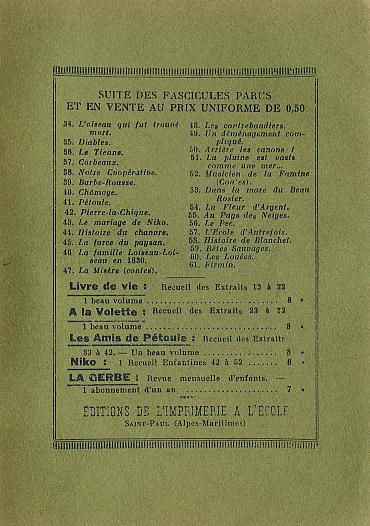 SUITE DES FASCICULES PARUS
ET EN VENTE AU PRIX UNIFORME DE 0,50
34. L'oiseau qui fut trouvé
mort.
35. Diables.
36. Le Tienne.
37. Corbeaux.
38. Notre Coopérative.
39. Barbe-Rousse.
40. Chômage.
41. Pétoule.
42. Pierre-la-Chique.
43. Le mariage de Niko.
44. Histoire du chanvre.
45. La farce du paysan.
46. La famille Loiseau-Loi-
seau en 1830.
47. La Misère (contes).
48. Les contrebandiers.
49. Un déménagement com-
pliqué.
50. Arrière les canons !
51. La plaine est vaste
comme une mer...
52. Musicien de la Famine
(Contes).
53. Dans la mare du Beau
Rosier.
54. La Fleur d'Argent.
55. Au Pays des Neiges.
56. Le Pec.
57. L'Ecole d'Autrefois.
58. Histoire de Blanchet.
59. Bêtes Sauvages.
60. Les Louées.
61. Firmin.
Livre de vie : Recueil des Extraits 13 à 22
1 beau volume .......... 8 »
A la Volette : Recueil des Extraits 23 à 32
1 beau volume .......... 8 »
Les Amis de Pétoule : Recueil des Extraits
33 à 42. — Un beau volume .......... 8 »
Niko : 1 Recueil Enfantines 42 à 52 ....... 8 »
LA GERBE : Revue mensuelle d'enfants. —
1 abonnement d'un an .......... 7 »
ÉDITIONS DE L'IMPRIMERIE A L'ÉCOLE
SAINT-PAUL (Alpes-Maritimes)